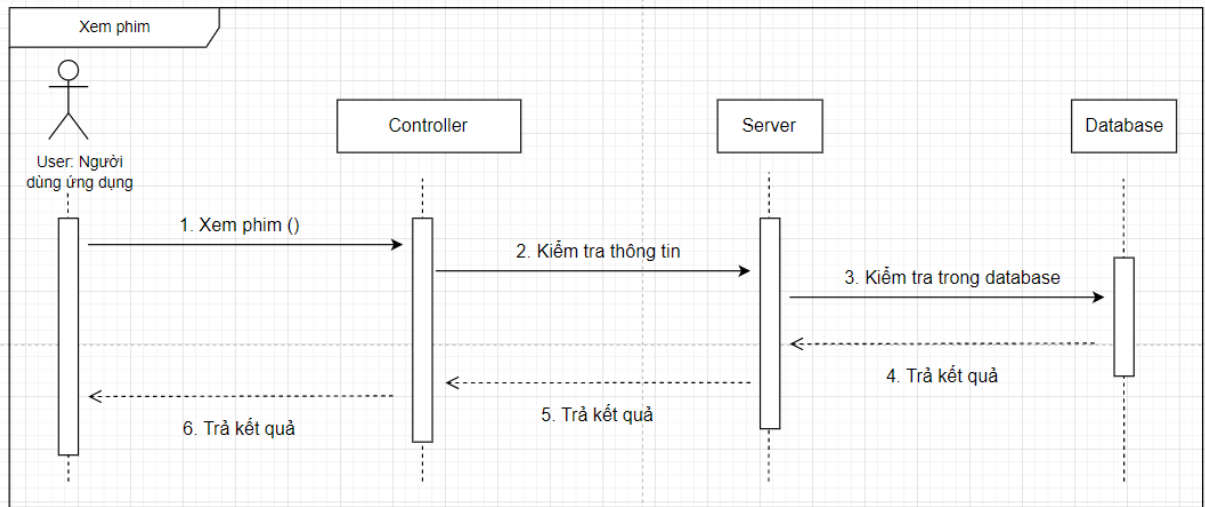 Xem phim
Controller
Server
Database
User: Người
dùng ứng dụng
1. Xem phim ()
2. Kiểm tra thông tin
3. Kiểm tra trong database
4. Trả kết quả
5. Trả kết quả
6. Trả kết quả